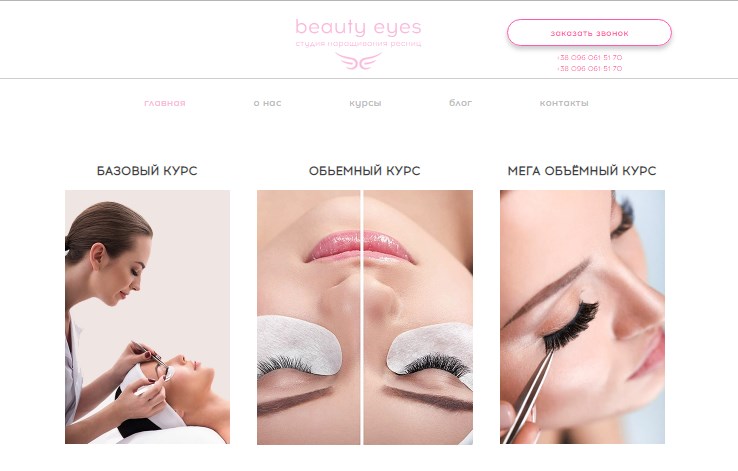 beauty eyes
студия наращивания ресниц
заказать звонок
+38 096 061 51 70
+38 096 061 51 70
главная
о нас
курсы
блог
контакты
БАЗОВЫЙ КУРС
ОБЬЕМНЫЙ КУРС
МЕГА ОБЪЁМНЫЙ КУРС